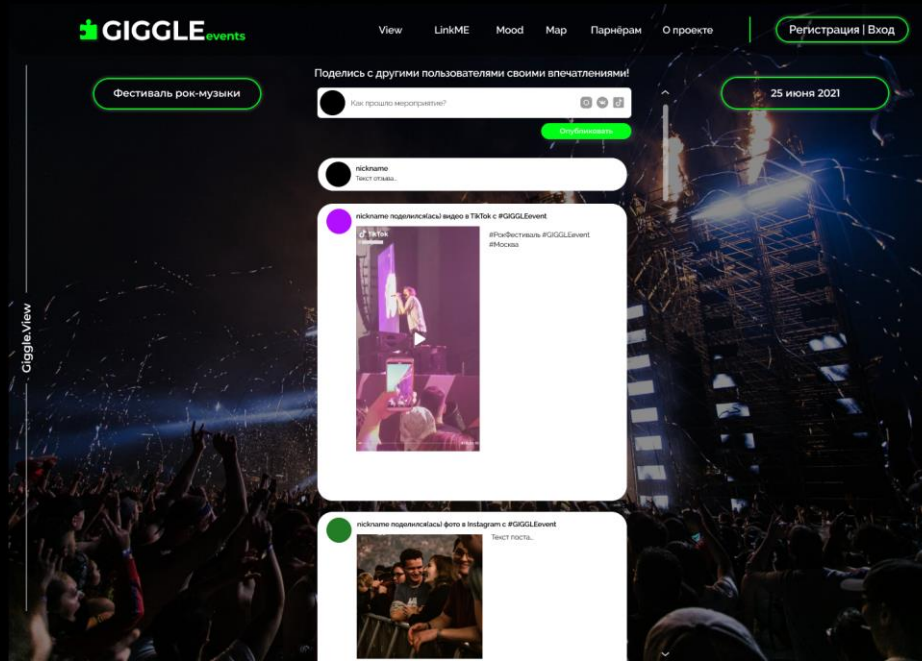 GIGGLE events
View
LinkME
Mood
Map
Парнёрам
О проекте
Регистрация | Вход
Поделись с другими пользователями своими впечатлениями!
Фестиваль рок-музыки
25 июня 2021
Как прошло мероприятие?
Опубликовать
nickname
Текст отзыва...
nickname поделился(ась) видео в TikTok с #GIGGLEevent
TikTok
#РокФестиваль #GIGGLEevent
#Москва
Giggle.View
nickname поделился(ась) фото в Instagram с #GIGGLEevent
Текст поста...